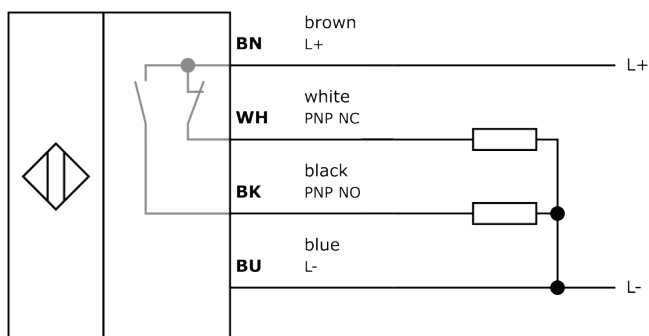 brown
BN L+
L+
white
WH PNP NC
black
BK PNP NO
blue
BU L-
L-